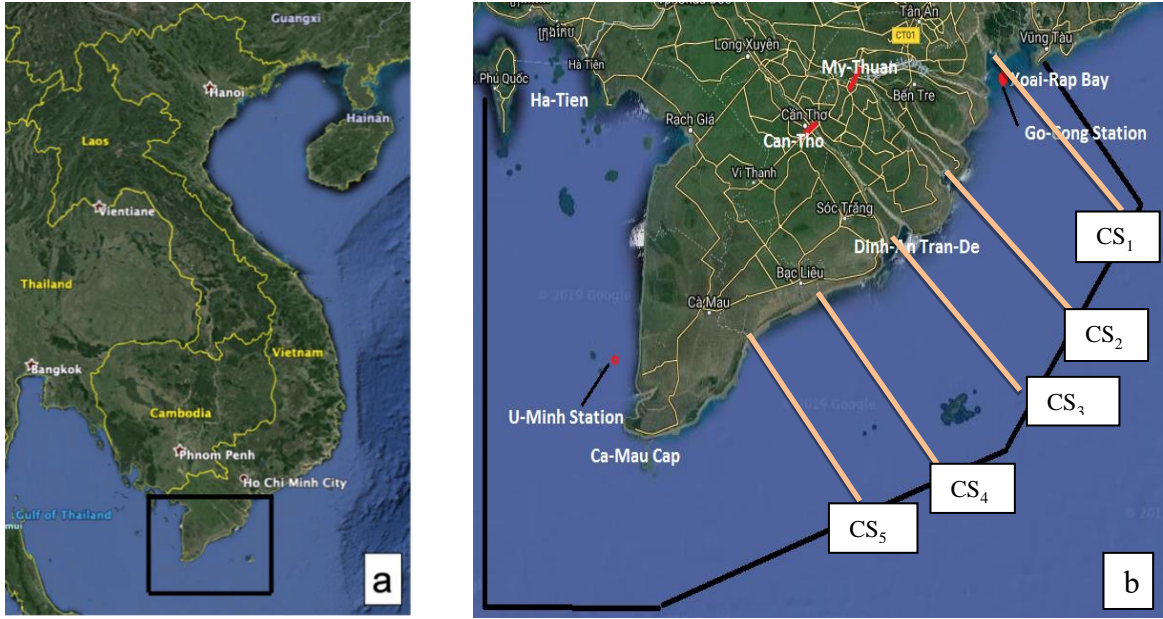 Guangxi
Hanoi
Hainan
Laos
Vientiane
Thailand
Bangkok
Vietnam
Cambodia
Phnom Penh
Ho Chi Minh City
Gulf of Thailand
mui
a
Tân An
CT01
Vũng Tàu
Long Xuyên
Hà Tiên
Phú Quốc
My-Thuan
Xoai-Rap Bay
Ha-Tien
Bến Tre
Rạch Giá
Cần Thơ
Go-Cong Station
Can-Tho
Vi Thanh
Sóc Trăng
CS1
Dinh-An Tran-De
Bạc Liêu
© 2019 Google
Cà Mau
CS2
U-Minh Station
2019 Google
CS3
Ca-Mau Cap
CS4
CS5
© 201
b